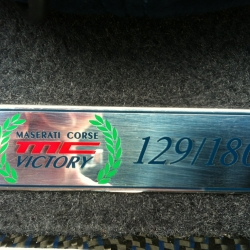 MASERATI CORSE
MC
VICTORY
129/180